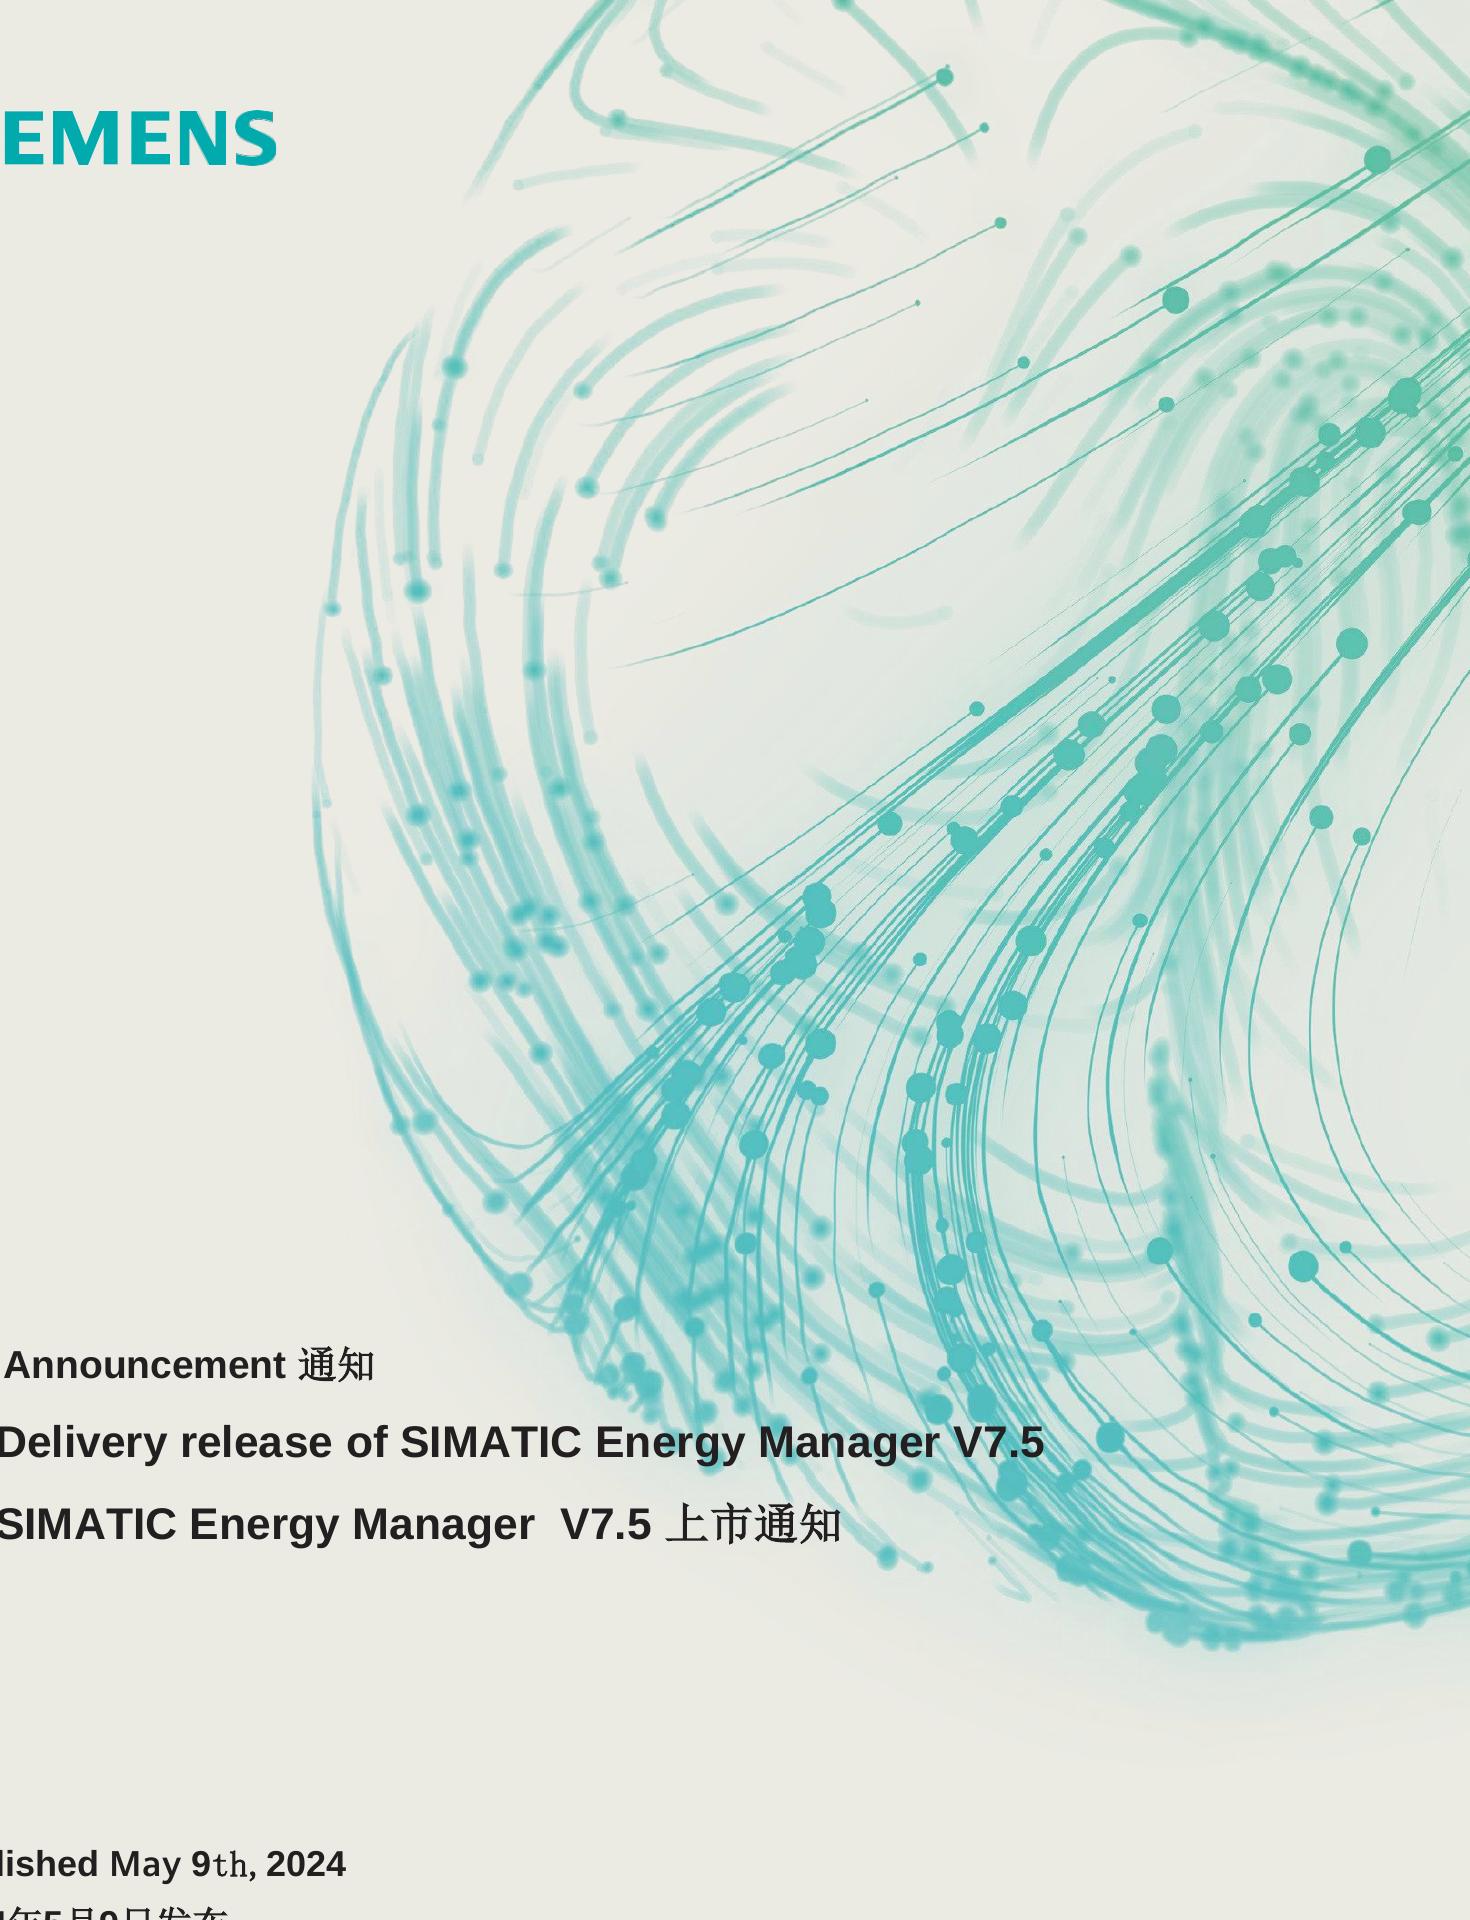 EMENS
Announcement 通知
Delivery release of SIMATIC Energy Manager V7.5
SIMATIC Energy Manager V7.5 上市通知
lished May 9th, 2024
年5月9日发布